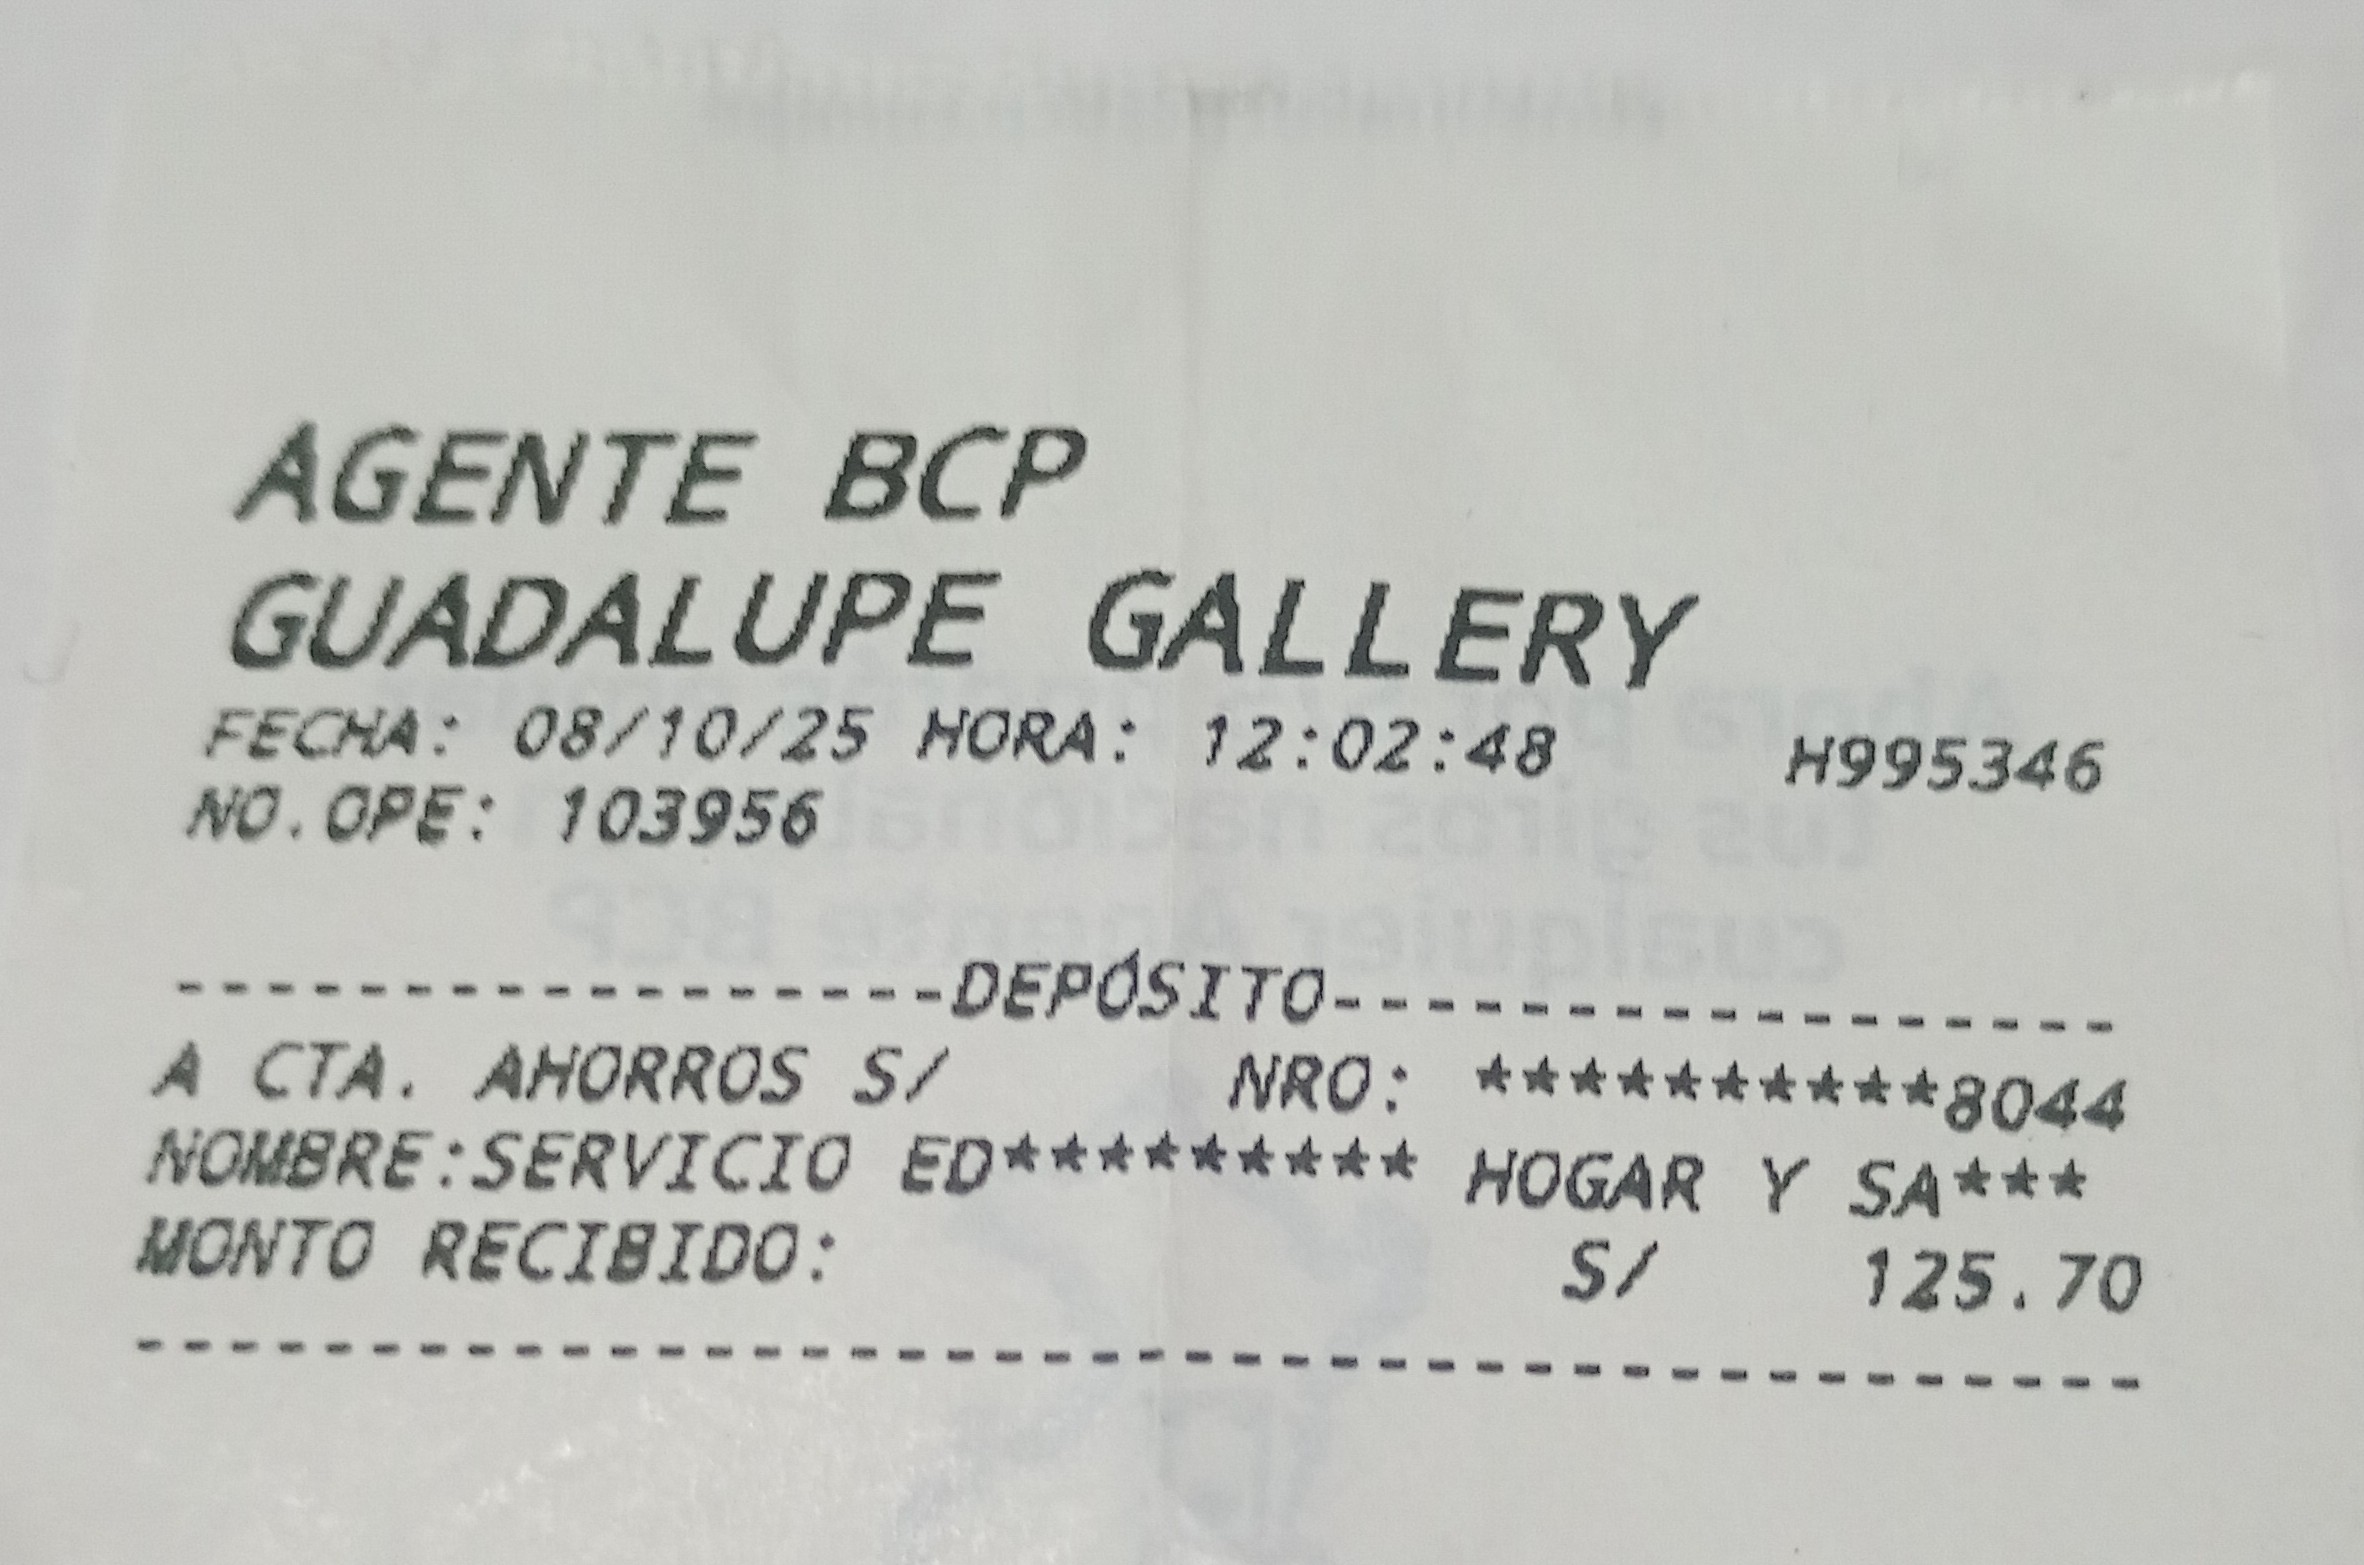 AGENTE BCP
GUADALUPE GALLERY
FECHA: 08/10/25 HORA: 12:02:48 H995346
NO.OPE: 103956
------------------DEPÓSITO-----------------
A CTA. AHORROS S/ NRO: **********8044
NOMBRE:SERVICIO ED********* HOGAR Y SA***
MONTO RECIBIDO: S/ 125.70
------------------------------------------